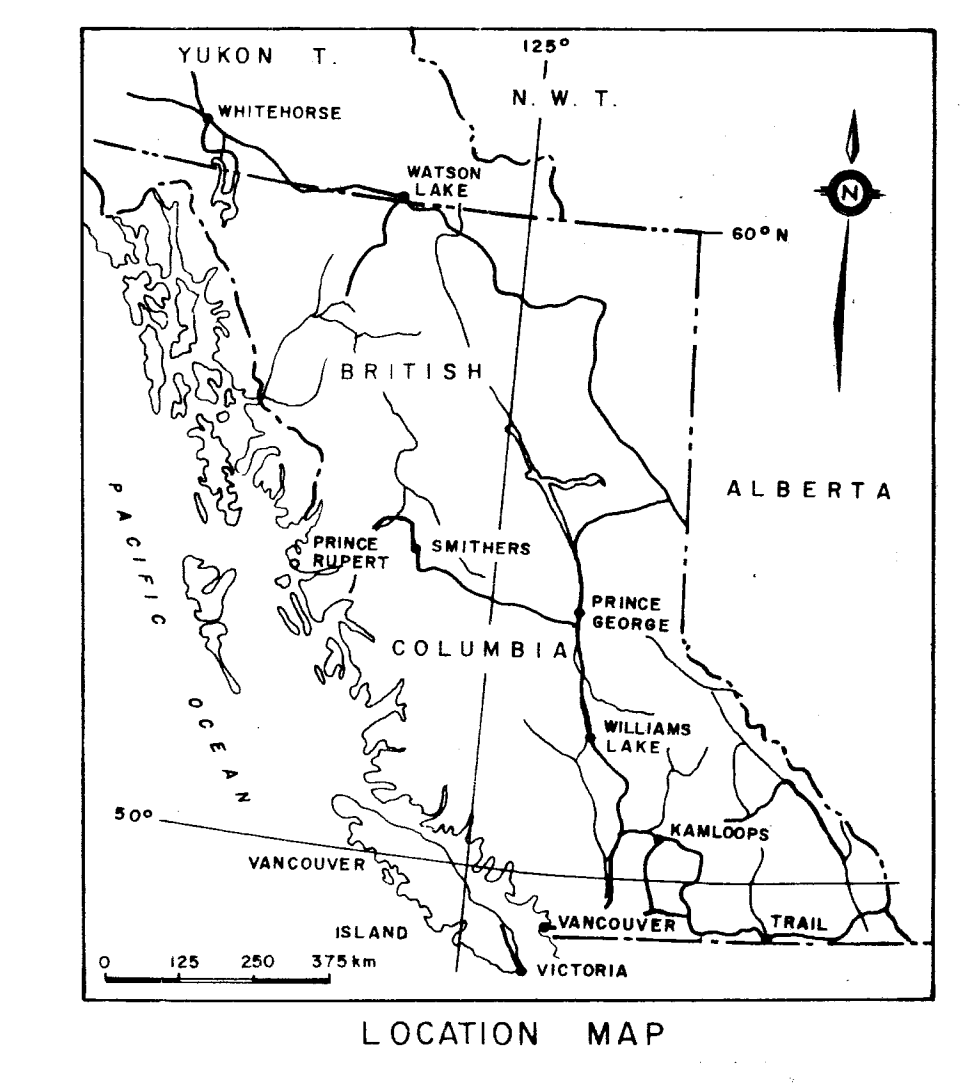 125°
YUKON T.
N. W. T.
WHITEHORSE
WATSON
LAKE
N
60° N
BRITISH
ALBERTA
PACIFIC
PRINCE
RUPERT
SMITHERS
PRINCE
GEORGE
COLUMBIA
OCEAN
WILLIAMS
LAKE
50°
KAMLOOPS
VANCOUVER
ISLAND
VANCOUVER
TRAIL
0 125 250 375 km
VICTORIA
LOCATION MAP